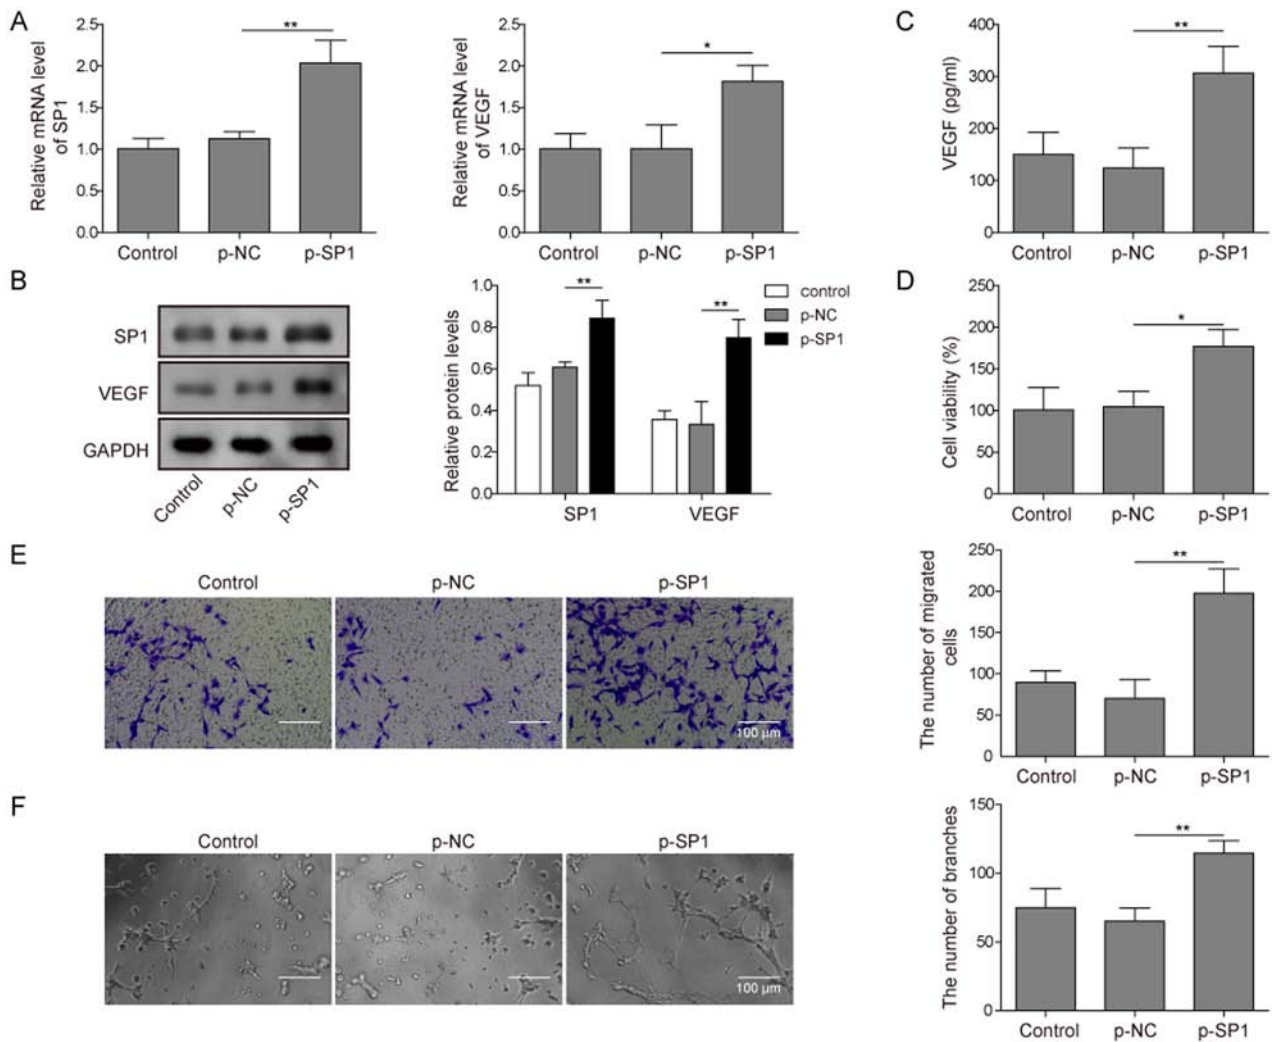 A
Relative mRNA level
of SP1
2.5
2.0
1.5
1.0
0.5
0.0
**
Control
p-NC
p-SP1
Relative mRNA level
of VEGF
2.5
2.0
1.5
1.0
0.5
0.0
*
Control
p-NC
p-SP1
C
VEGF (pg/ml)
400
300
200
100
0
**
Control
p-NC
p-SP1
B
SP1
VEGF
GAPDH
Control
p-NC
p-SP1
Relative protein levels
1.0
0.8
0.6
0.4
0.2
0.0
**
**
SP1
VEGF
control
p-NC
p-SP1
D
Cell viability (%)
250
200
150
100
50
0
*
Control
p-NC
p-SP1
E
Control
p-NC
p-SP1
100 µm
The number of migrated
cells
250
200
150
100
50
0
**
Control
p-NC
p-SP1
F
Control
p-NC
p-SP1
100 µm
The number of branches
150
100
50
0
**
Control
p-NC
p-SP1